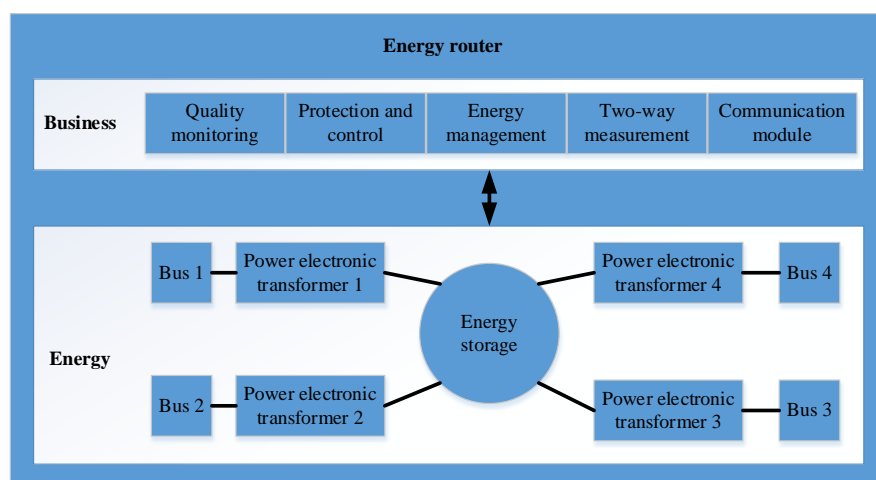 Energy router
Business
Quality
monitoring
Protection and
control
Energy
management
Two-way
measurement
Communication
module
Energy
Bus 1
Power electronic
transformer 1
Energy
storage
Power electronic
transformer 4
Bus 4
Bus 2
Power electronic
transformer 2
Power electronic
transformer 3
Bus 3